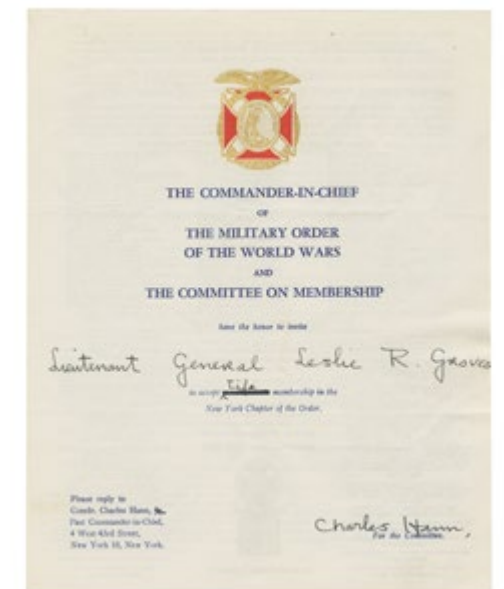 THE COMMANDER-IN-CHIEF
OF
THE MILITARY ORDER
OF THE WORLD WARS
AND
THE COMMITTEE ON MEMBERSHIP
have the honor to invite
Lieutenant General Leslie R. Groves
Life
to accept membership in the
New York Chapter of the Order.
Please reply to
Comdr. Charles Hann,
Past Commander-in-Chief,
4 West 43rd Street,
New York
Charles Hann,
For the Committee.